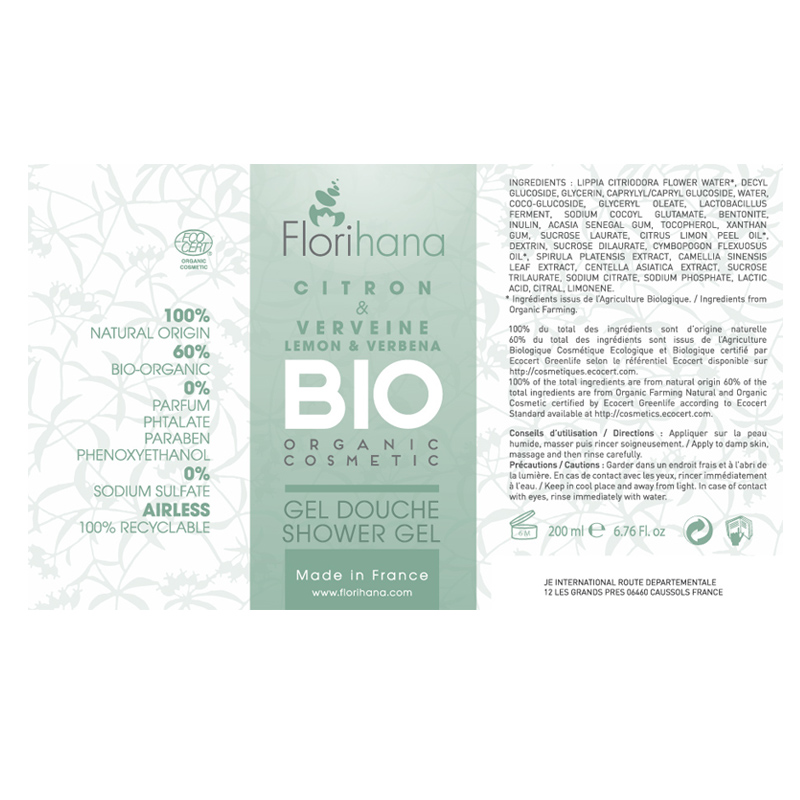 ECO
CERT
ORGANIC
COSMETIC
100%
NATURAL ORIGIN
60%
BIO-ORGANIC
0%
PARFUM
PHTALATE
PARABEN
PHENOXYETHANOL
0%
SODIUM SULFATE
AIRLESS
100% RECYCLABLE
Florihana
CITRON
&
VERVEINE
LEMON & VERBENA
BIO
ORGANIC
COSMETIC
GEL DOUCHE
SHOWER GEL
Made in France
www.florihana.com
INGREDIENTS : LIPPIA CITRIODORA FLOWER WATER*, DECYL
GLUCOSIDE, GLYCERIN, CAPRYLYL/CAPRYL GLUCOSIDE, WATER,
COCO-GLUCOSIDE, GLYCERYL OLEATE, LACTOBACILLUS
FERMENT, SODIUM COCOYL GLUTAMATE, BENTONITE,
INULIN, ACASIA SENEGAL GUM, TOCOPHEROL, XANTHAN
GUM, SUCROSE LAURATE, CITRUS LIMON PEEL OIL*,
DEXTRIN, SUCROSE DILAURATE, CYMBOPOGON FLEXUOSUS
OIL*, SPIRULA PLATENSIS EXTRACT, CAMELLIA SINENSIS
LEAF EXTRACT, CENTELLA ASIATICA EXTRACT, SUCROSE
TRILAURATE, SODIUM CITRATE, SODIUM PHOSPHATE, LACTIC
ACID, CITRAL, LIMONENE.
* Ingrédients issus de l'Agriculture Biologique. / Ingredients from
Organic Farming.
100% du total des ingrédients sont d'origine naturelle
60% du total des ingrédients sont issus de l'Agriculture
Biologique Cosmétique Ecologique et Biologique certifié par
Ecocert Greenlife selon le référentiel Ecocert disponible sur
http://cosmetiques.ecocert.com.
100% of the total ingredients are from natural origin 60% of the
total ingredients are from Organic Farming Natural and Organic
Cosmetic certified by Ecocert Greenlife according to Ecocert
Standard available at http://cosmetics.ecocert.com.
Conseils d'utilisation / Directions : Appliquer sur la peau
humide, masser puis rincer soigneusement. / Apply to damp skin,
massage and then rinse carefully.
Précautions / Cautions : Garder dans un endroit frais et à l'abri de
la lumière. En cas de contact avec les yeux, rincer immédiatement
à l'eau. / Keep in cool place and away from light. In case of contact
with eyes, rinse immediately with water.
6M 200 ml e 6.76 Fl. oz
JE INTERNATIONAL ROUTE DEPARTEMENTALE
12 LES GRANDS PRES 06460 CAUSSOLS FRANCE